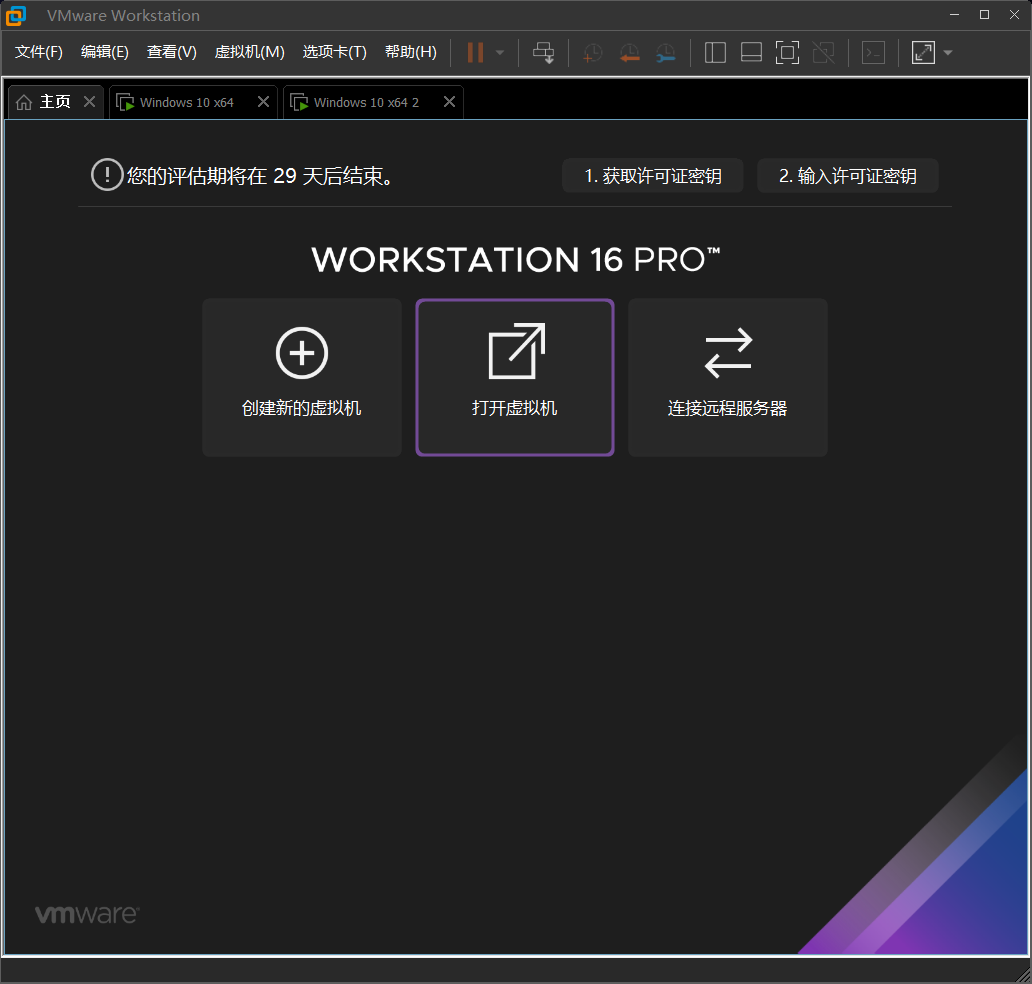 VMware Workstation
文件(F) 编辑(E) 查看(V) 虚拟机(M) 选项卡(T) 帮助(H)
主页 Windows 10 x64 Windows 10 x64 2
您的评估期将在 29 天后结束。 1. 获取许可证密钥 2. 输入许可证密钥
WORKSTATION 16 PRO™
创建新的虚拟机 打开虚拟机 连接远程服务器
vmware